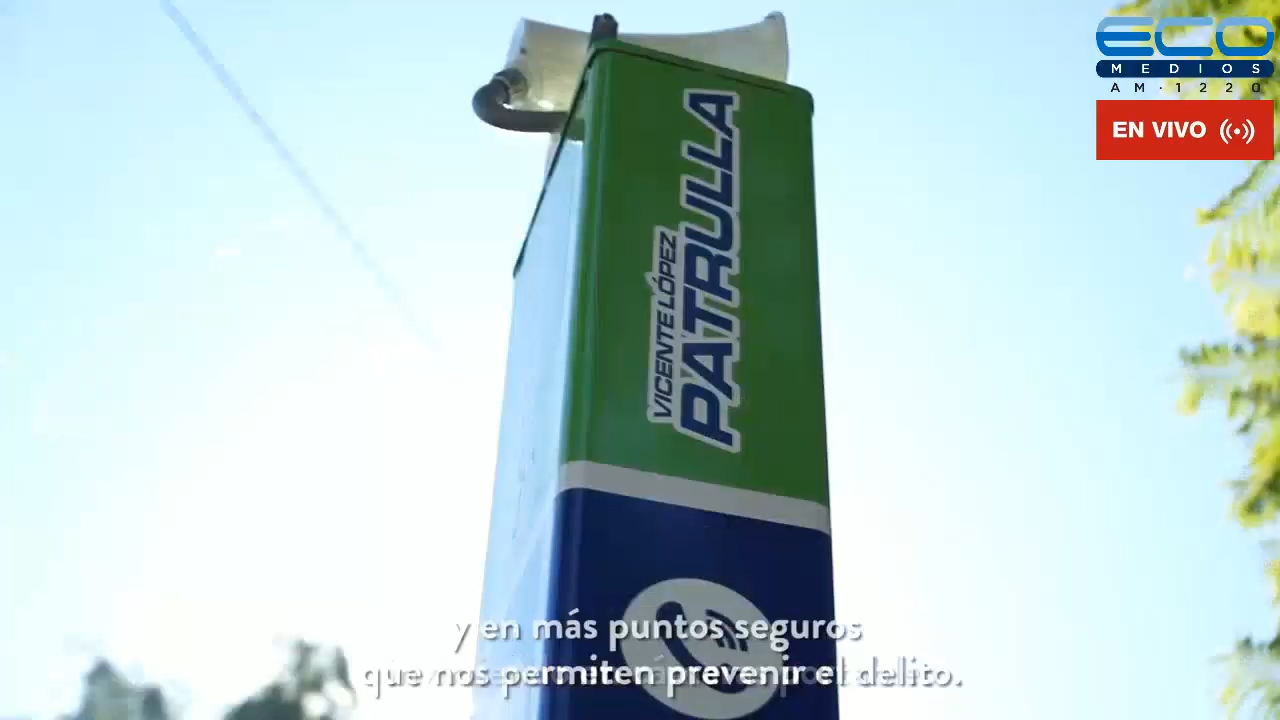 ECO
MEDIOS
AM·1220
EN VIVO
VICENTE LÓPEZ
PATRULLA
y en más puntos seguros
que nos permiten prevenir el delito.